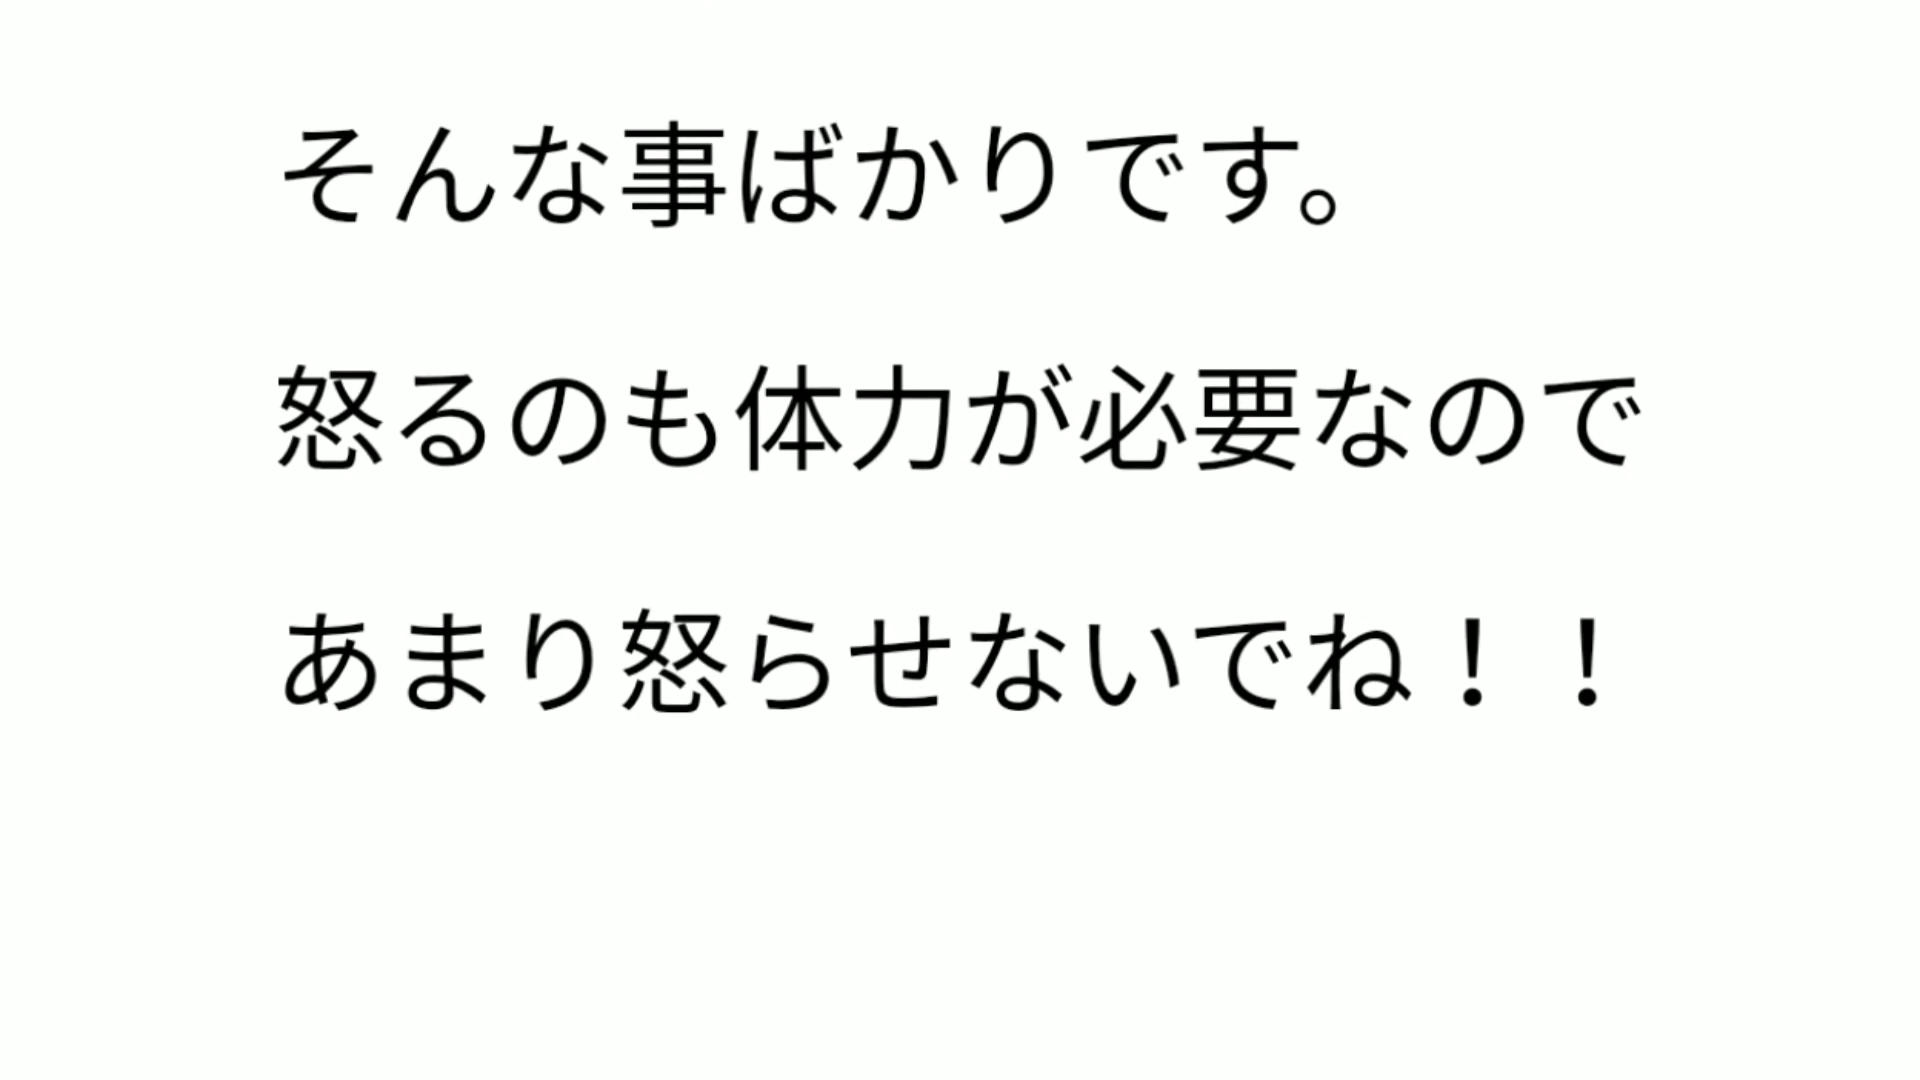 そんな事ばかりです。
怒るのも体力が必要なので
あまり怒らせないでね！！